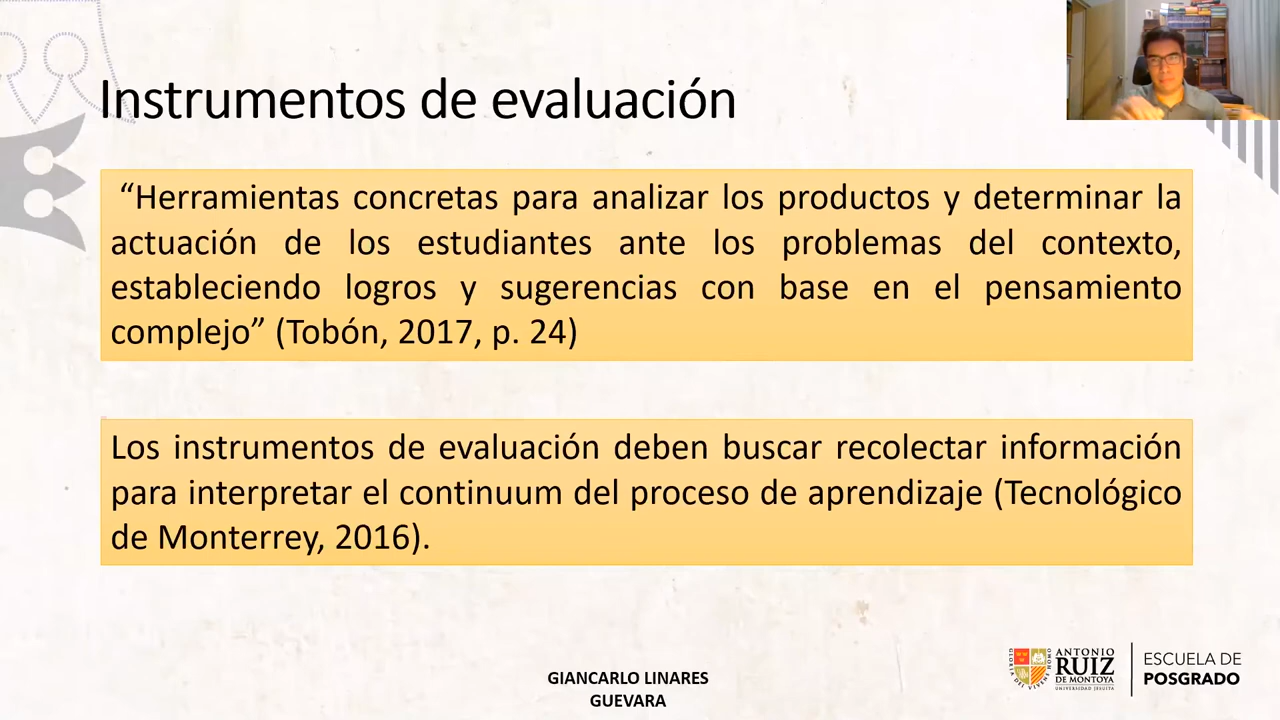 Instrumentos de evaluación
“Herramientas concretas para analizar los productos y determinar la
actuación de los estudiantes ante los problemas del contexto,
estableciendo logros y sugerencias con base en el pensamiento
complejo” (Tobón, 2017, p. 24)
Los instrumentos de evaluación deben buscar recolectar información
para interpretar el continuum del proceso de aprendizaje (Tecnológico
de Monterrey, 2016).
GIANCARLO LINARES
GUEVARA
ANTONIO
RUIZ
DE MONTOYA
UNIVERSIDAD JESUITA
ESCUELA DE
POSGRADO